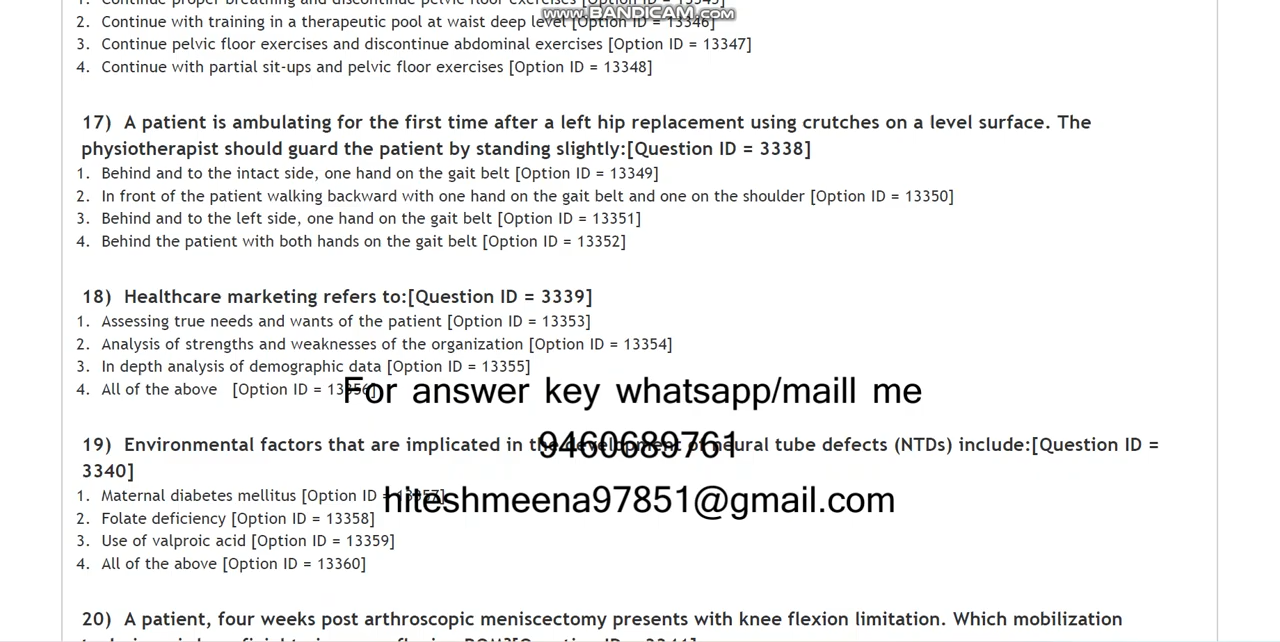 1. Continue proper breathing and discontinue pelvic floor exercises [Option ID = 13345]
www.BANDICAM.com
2. Continue with training in a therapeutic pool at waist deep level [Option ID = 13346]
3. Continue pelvic floor exercises and discontinue abdominal exercises [Option ID = 13347]
4. Continue with partial sit-ups and pelvic floor exercises [Option ID = 13348]
17) A patient is ambulating for the first time after a left hip replacement using crutches on a level surface. The
physiotherapist should guard the patient by standing slightly:[Question ID = 3338]
1. Behind and to the intact side, one hand on the gait belt [Option ID = 13349]
2. In front of the patient walking backward with one hand on the gait belt and one on the shoulder [Option ID = 13350]
3. Behind and to the left side, one hand on the gait belt [Option ID = 13351]
4. Behind the patient with both hands on the gait belt [Option ID = 13352]
18) Healthcare marketing refers to:[Question ID = 3339]
1. Assessing true needs and wants of the patient [Option ID = 13353]
2. Analysis of strengths and weaknesses of the organization [Option ID = 13354]
3. In depth analysis of demographic data [Option ID = 13355]
4. All of the above [Option ID = 13356]
For answer key whatsapp/maill me
19) Environmental factors that are implicated in the development of neural tube defects (NTDs) include:[Question ID =
9460689761
3340]
1. Maternal diabetes mellitus [Option ID = 13357]
hiteshmeena97851@gmail.com
2. Folate deficiency [Option ID = 13358]
3. Use of valproic acid [Option ID = 13359]
4. All of the above [Option ID = 13360]
20) A patient, four weeks post arthroscopic meniscectomy presents with knee flexion limitation. Which mobilization